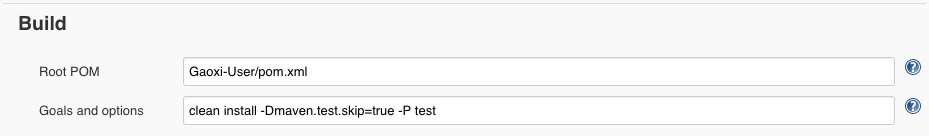 Build
Root POM Gaoxi-User/pom.xml ?
Goals and options clean install -Dmaven.test.skip=true -P test ?